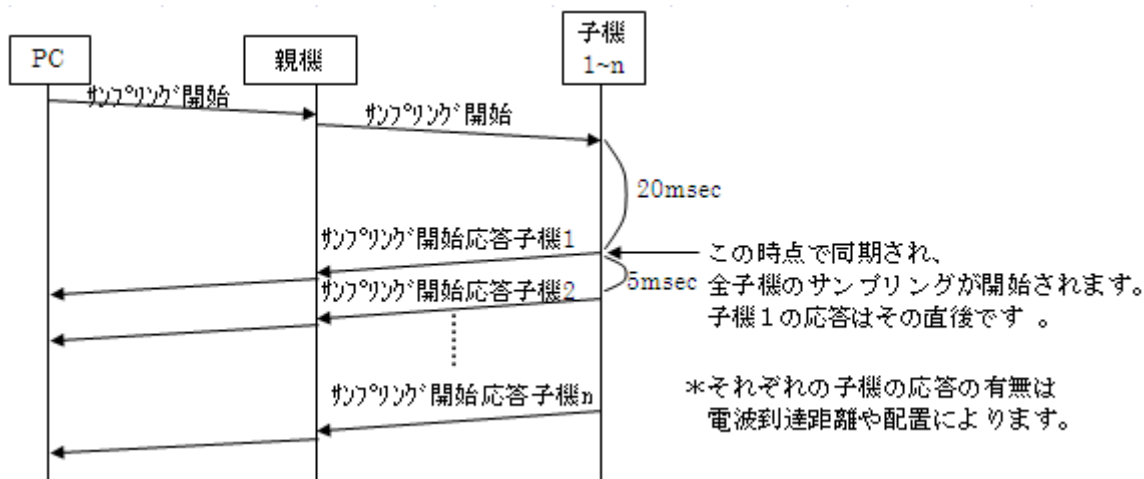 PC
親機
子機
1~n
ｻﾝﾌﾟﾘﾝｸﾞ開始
ｻﾝﾌﾟﾘﾝｸﾞ開始
20msec
ｻﾝﾌﾟﾘﾝｸﾞ開始応答子機1
この時点で同期され、
5msec
全子機のサンプリングが開始されます。
ｻﾝﾌﾟﾘﾝｸﾞ開始応答子機2
子機１の応答はその直後です 。
ｻﾝﾌﾟﾘﾝｸﾞ開始応答子機n
＊それぞれの子機の応答の有無は
電波到達距離や配置によります。